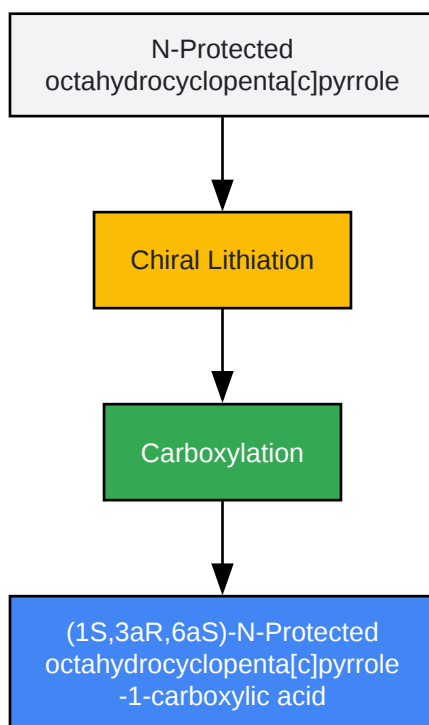 N-Protected
octahydrocyclopenta[c]pyrrole
Chiral Lithiation
Carboxylation
(1S,3aR,6aS)-N-Protected
octahydrocyclopenta[c]pyrrole
-1-carboxylic acid